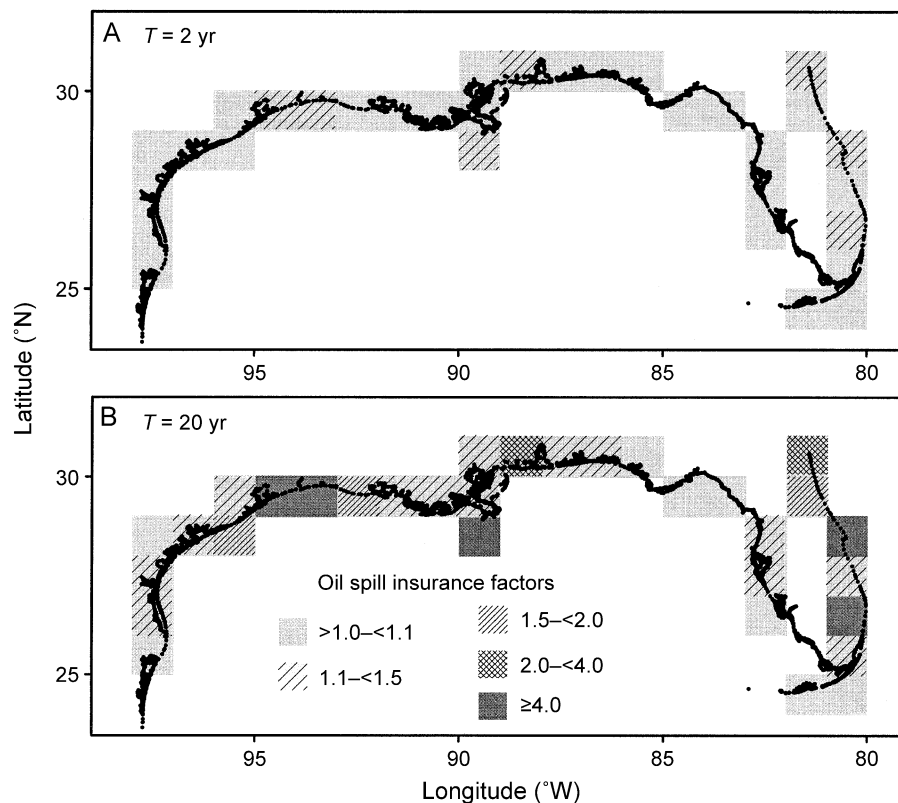 A T = 2 yr
30
25
95 90 85 80
B T = 20 yr
30
25
Oil spill insurance factors
>1.0–<1.1
1.1–<1.5
1.5–<2.0
2.0–<4.0
≥4.0
95 90 85 80
Longitude (˚W)
Latitude (˚N)